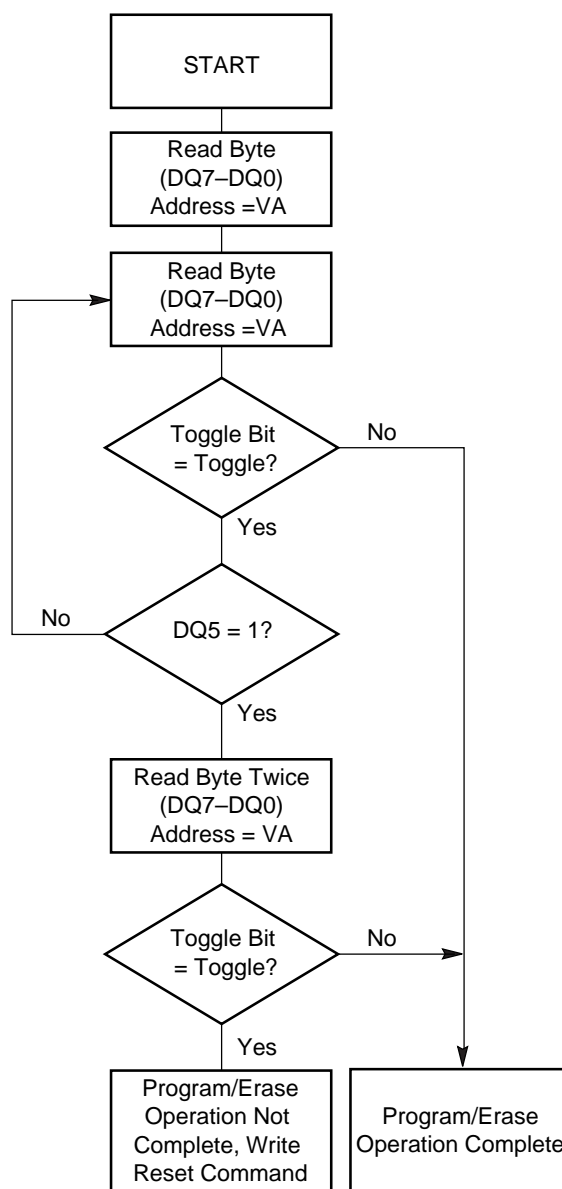 START
Read Byte
(DQ7–DQ0)
Address =VA
Read Byte
(DQ7–DQ0)
Address =VA
Toggle Bit
= Toggle?
No
Yes
No
DQ5 = 1?
Yes
Read Byte Twice
(DQ7–DQ0)
Address = VA
Toggle Bit
= Toggle?
No
Yes
Program/Erase
Operation Not
Complete, Write
Reset Command
Program/Erase
Operation Complete